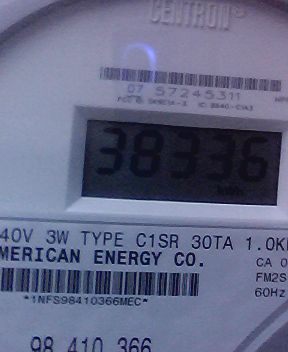 CENTRON
07 57245311
38336
kWh
40V 3W TYPE C1SR 30TA 1.0K
MERICAN ENERGY CO.
CA 0
FM2S
60Hz
*1NFS98410366MEC*
98 410 366